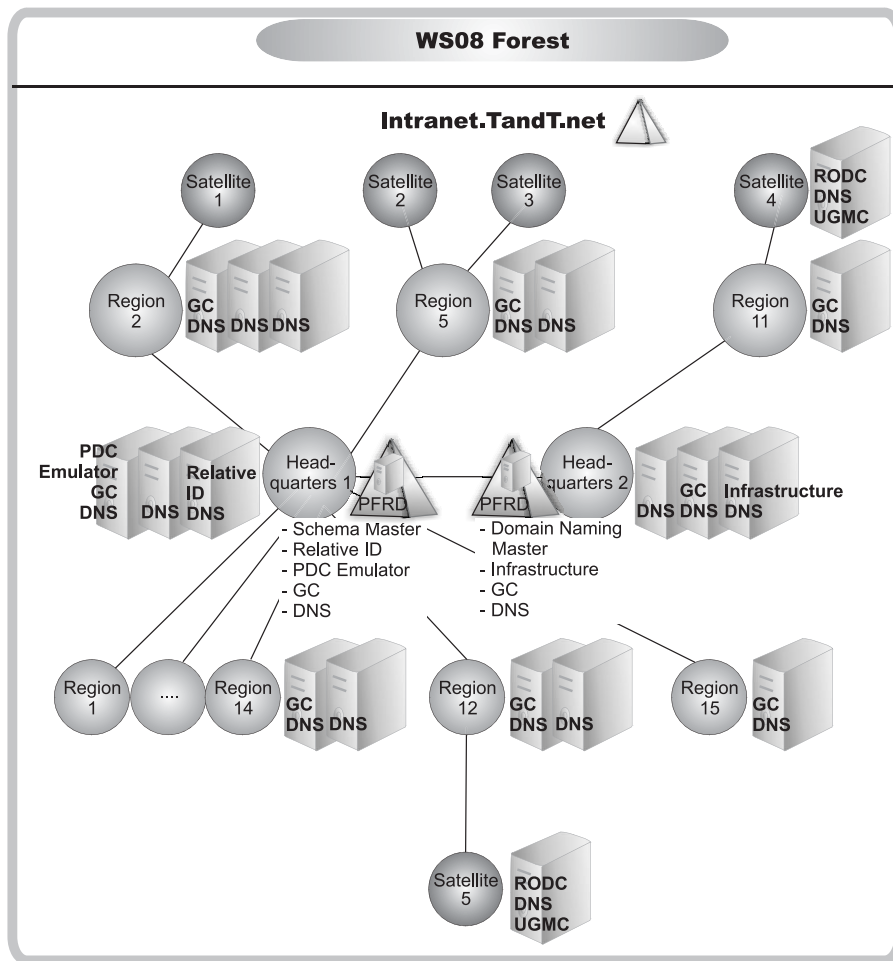 WS08 Forest
Intranet.TandT.net
Satellite
1
Satellite
2
Satellite
3
Satellite
4
RODC
DNS
UGMC
Region
2
GC
DNS
DNS
DNS
Region
5
GC
DNS
DNS
Region
11
GC
DNS
PDC
Emulator
GC
DNS
DNS
Relative
ID
DNS
Head-
quarters 1
PFRD
PFRD
Head-
quarters 2
DNS
GC
DNS
Infrastructure
DNS
- Schema Master
- Relative ID
- PDC Emulator
- GC
- DNS
- Domain Naming
Master
- Infrastructure
- GC
- DNS
Region
1
....
Region
14
GC
DNS
DNS
Region
12
GC
DNS
DNS
Region
15
GC
DNS
Satellite
5
RODC
DNS
UGMC